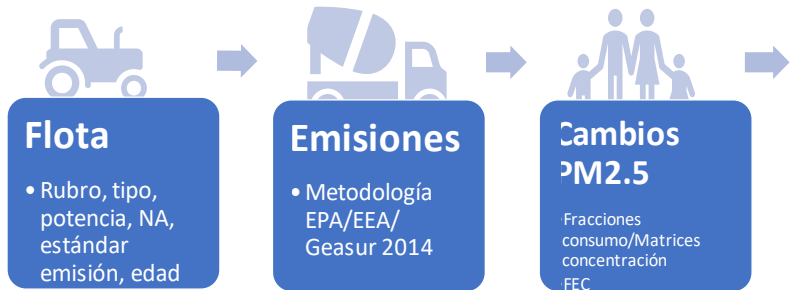 Flota
• Rubro, tipo,
potencia, NA,
estándar
emisión, edad
Emisiones
• Metodología
EPA/EEA/
Geasur 2014
Cambios
PM2.5
Fracciones
consumo/Matrices
concentración
FEC